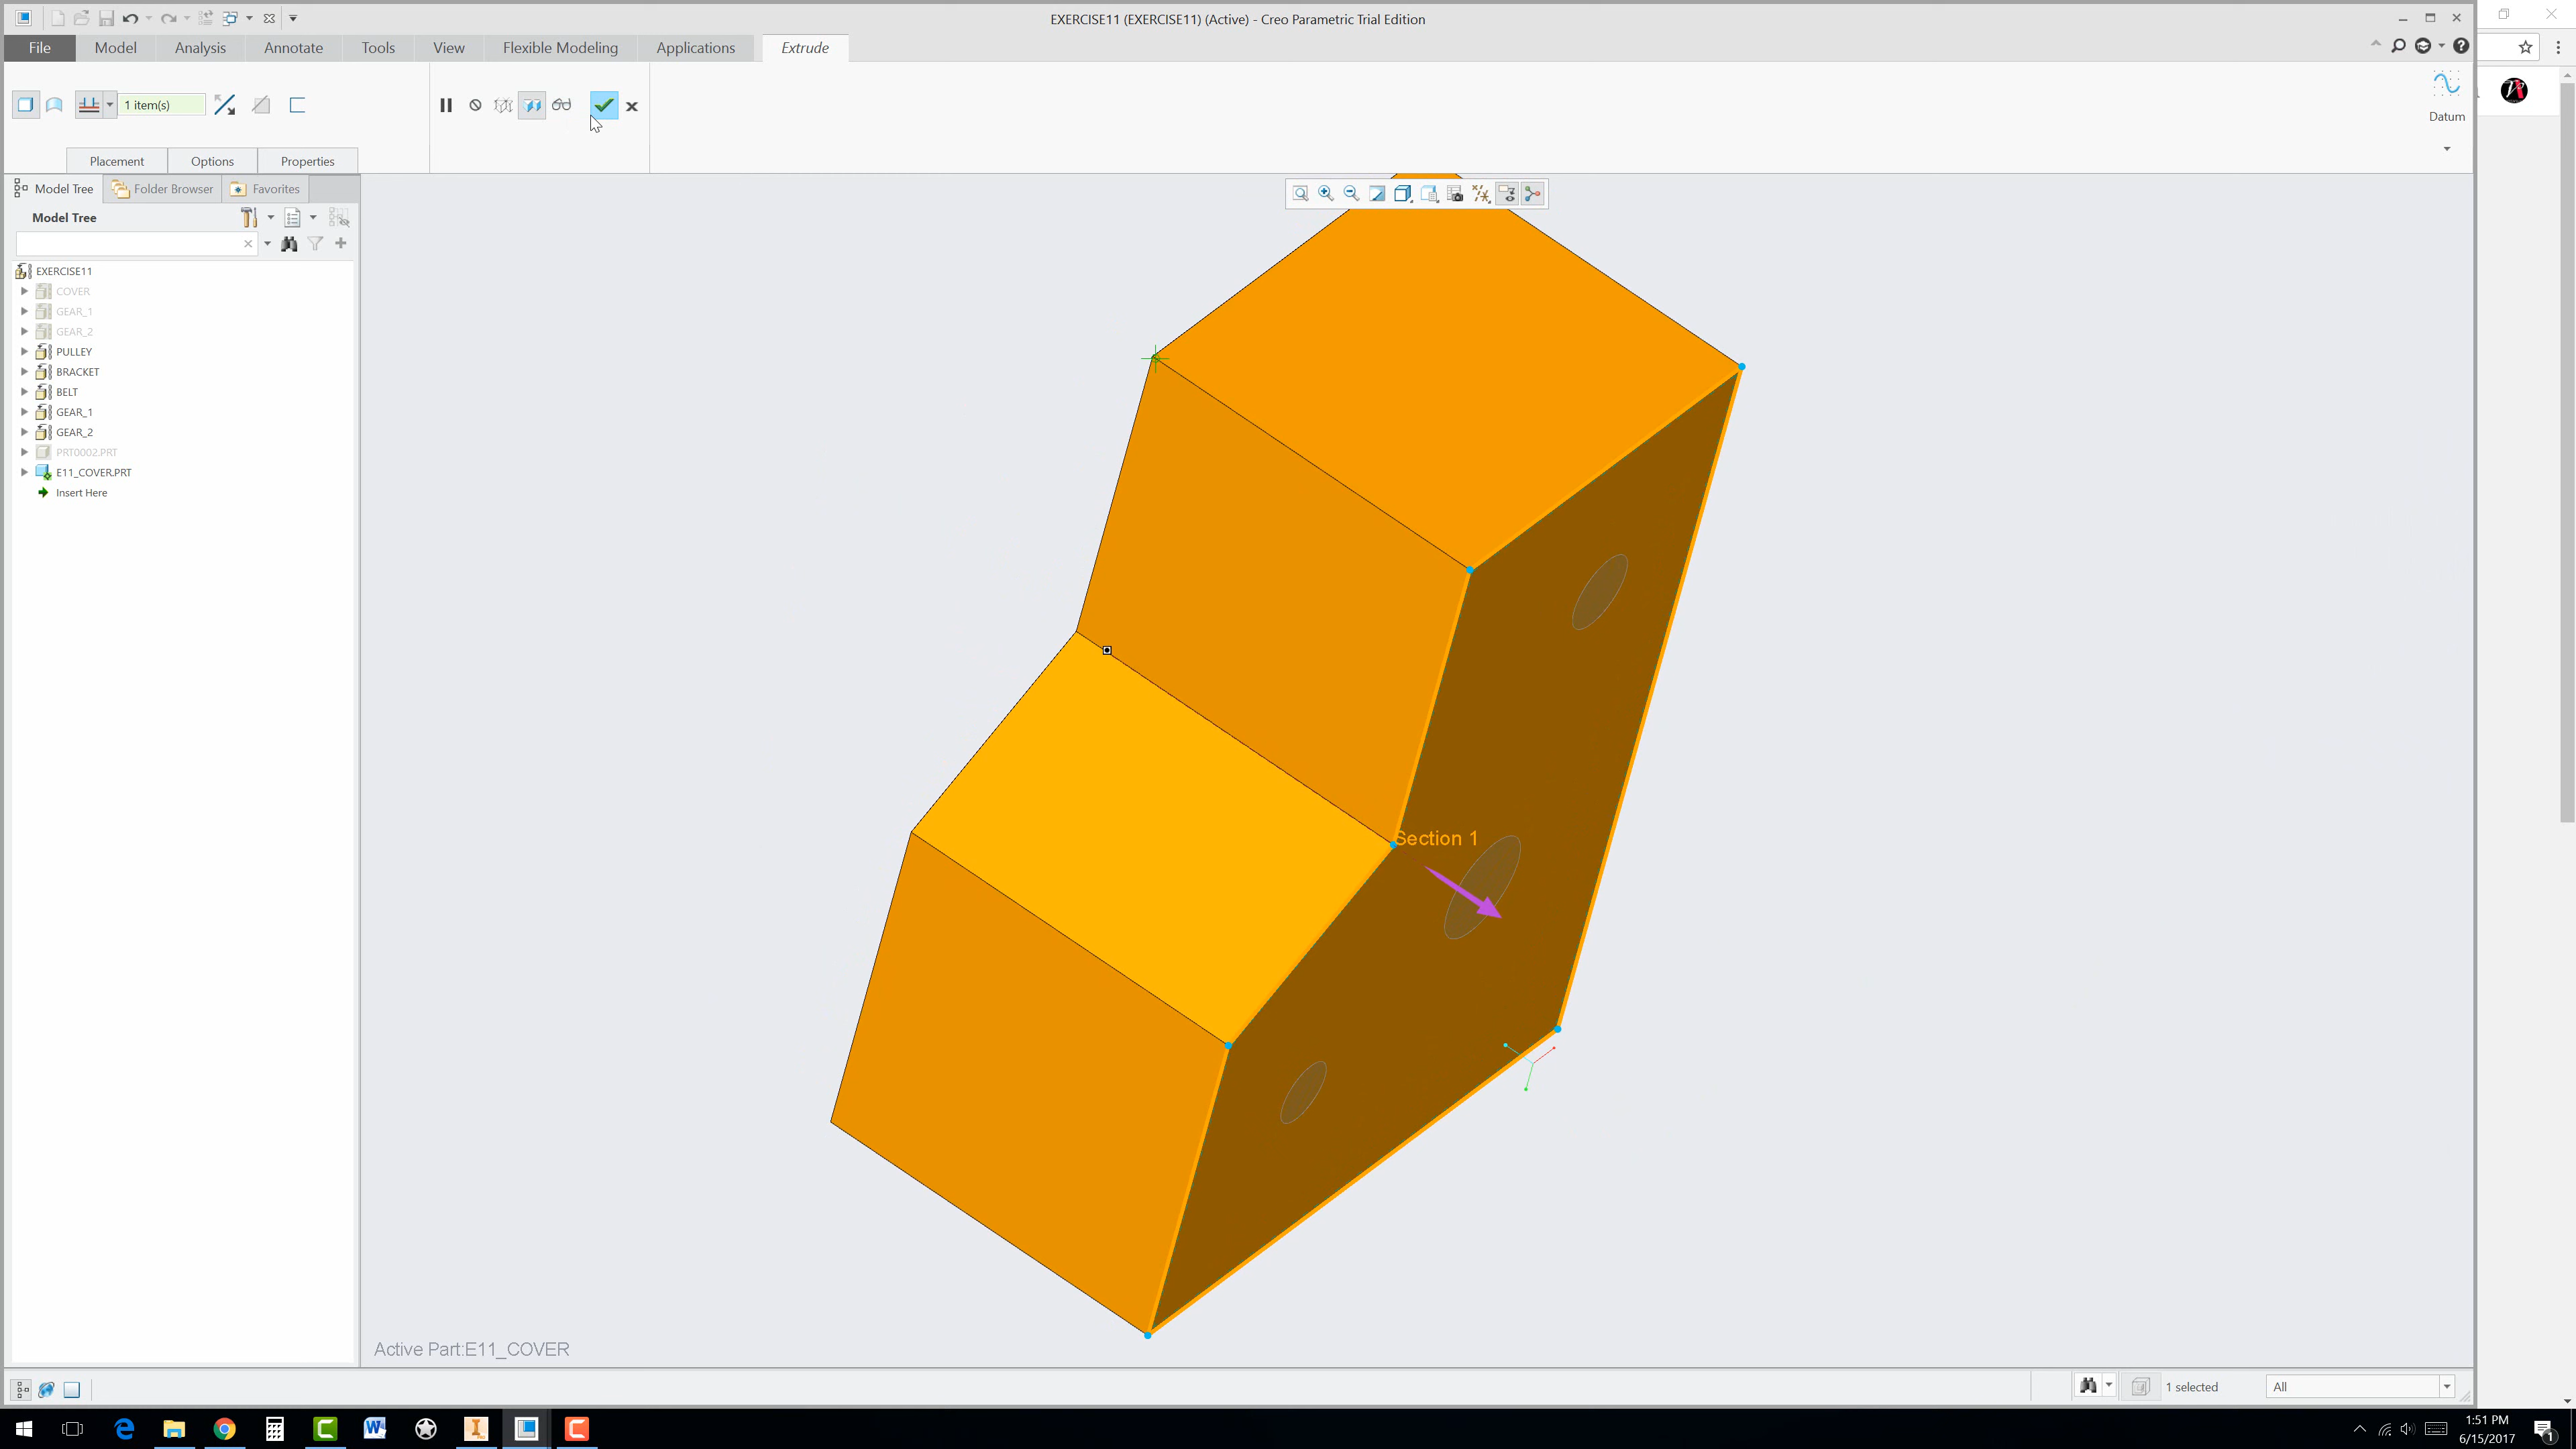 EXERCISE11 (EXERCISE11) (Active) - Creo Parametric Trial Edition
File Model Analysis Annotate Tools View Flexible Modeling Applications Extrude
1 item(s)
Datum
Placement Options Properties
Model Tree Folder Browser Favorites
Model Tree
EXERCISE11
COVER
GEAR_1
GEAR_2
PULLEY
BRACKET
BELT
GEAR_1
GEAR_2
PRT0002.PRT
E11_COVER.PRT
Insert Here
Section 1
Active Part:E11_COVER
1 selected All
1:51 PM
6/15/2017
1